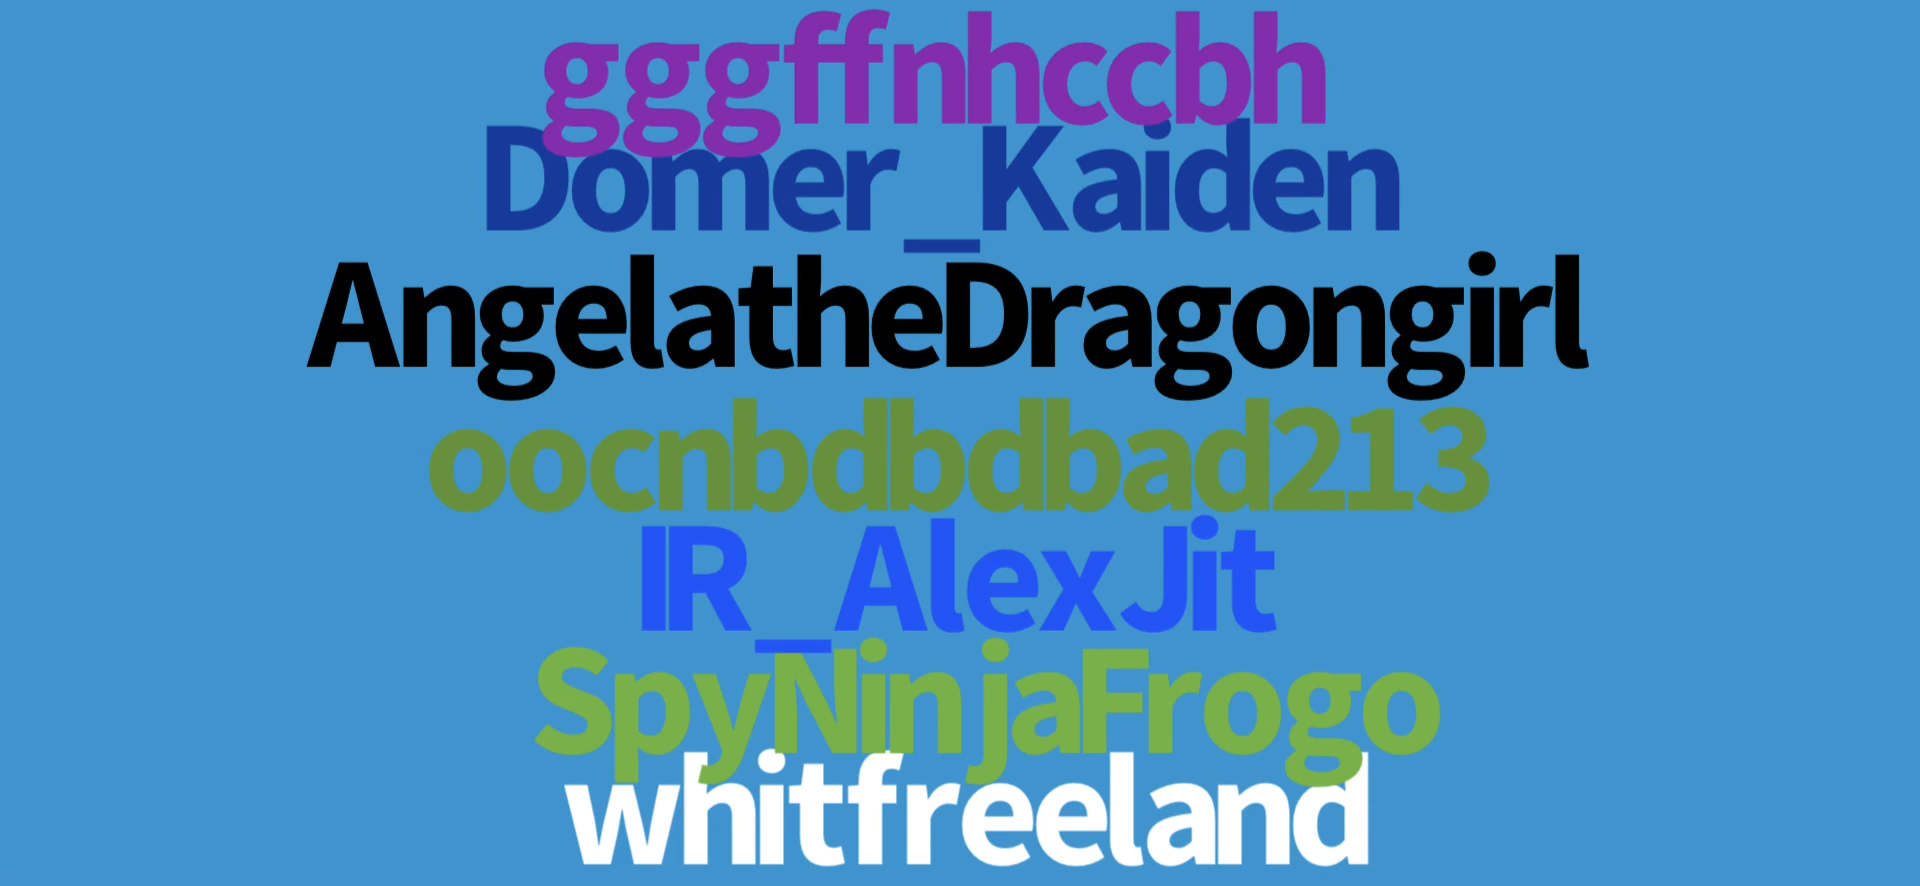 gggffnhccbh
Domer_Kaiden
AngelatheDragongirl
oocnbdbdbad213
IR_AlexJit
SpyNinjaFrogo
whitfreeland